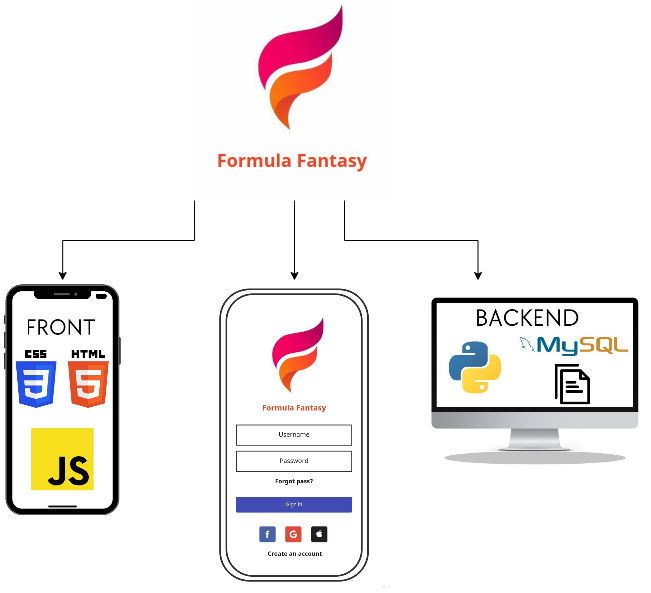 Formula Fantasy
FRONT
CSS HTML
3 5
JS
Formula Fantasy
Username
Password
Forgot pass?
Sign in
f G
Create an account
BACKEND
MySQL